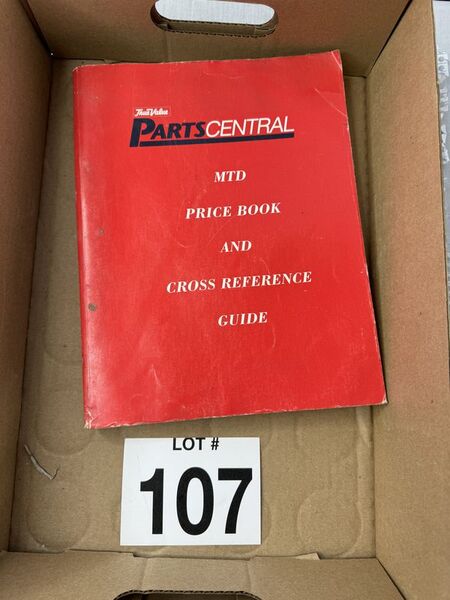 True Value
PARTSCENTRAL
MTD
PRICE BOOK
AND
CROSS REFERENCE
GUIDE
LOT #
107